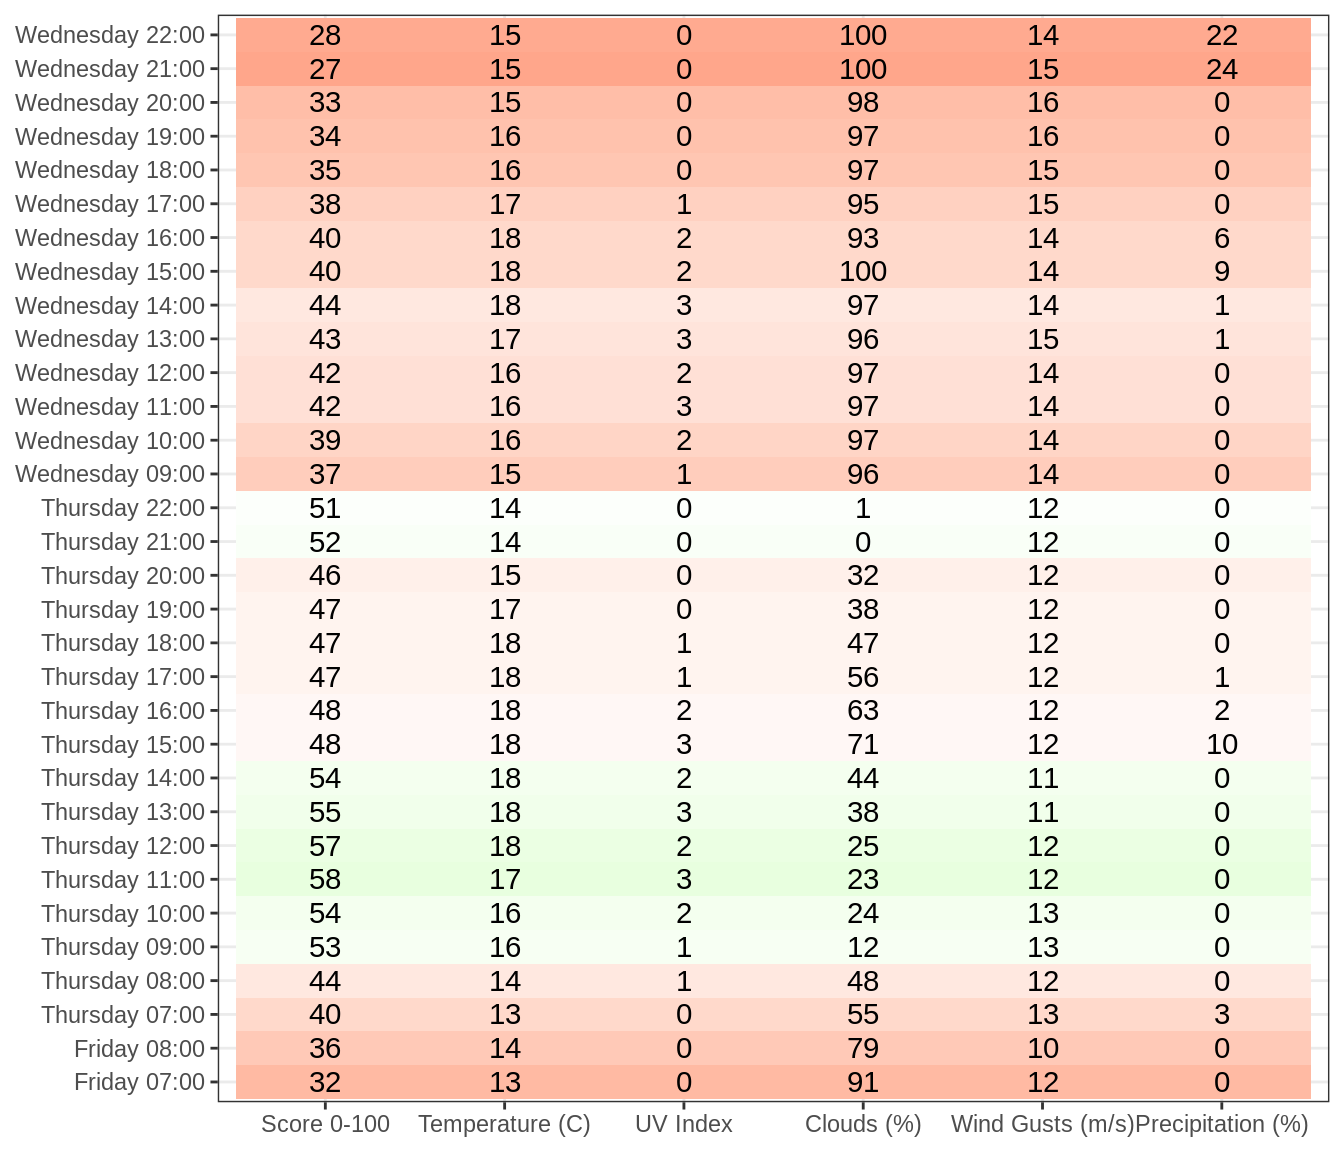 Wednesday 22:00 28 15 0 100 14 22
Wednesday 21:00 27 15 0 100 15 24
Wednesday 20:00 33 15 0 98 16 0
Wednesday 19:00 34 16 0 97 16 0
Wednesday 18:00 35 16 0 97 15 0
Wednesday 17:00 38 17 1 95 15 0
Wednesday 16:00 40 18 2 93 14 6
Wednesday 15:00 40 18 2 100 14 9
Wednesday 14:00 44 18 3 97 14 1
Wednesday 13:00 43 17 3 96 15 1
Wednesday 12:00 42 16 2 97 14 0
Wednesday 11:00 42 16 3 97 14 0
Wednesday 10:00 39 16 2 97 14 0
Wednesday 09:00 37 15 1 96 14 0
Thursday 22:00 51 14 0 1 12 0
Thursday 21:00 52 14 0 0 12 0
Thursday 20:00 46 15 0 32 12 0
Thursday 19:00 47 17 0 38 12 0
Thursday 18:00 47 18 1 47 12 0
Thursday 17:00 47 18 1 56 12 1
Thursday 16:00 48 18 2 63 12 2
Thursday 15:00 48 18 3 71 12 10
Thursday 14:00 54 18 2 44 11 0
Thursday 13:00 55 18 3 38 11 0
Thursday 12:00 57 18 2 25 12 0
Thursday 11:00 58 17 3 23 12 0
Thursday 10:00 54 16 2 24 13 0
Thursday 09:00 53 16 1 12 13 0
Thursday 08:00 44 14 1 48 12 0
Thursday 07:00 40 13 0 55 13 3
Friday 08:00 36 14 0 79 10 0
Friday 07:00 32 13 0 91 12 0
Score 0-100 Temperature (C) UV Index Clouds (%) Wind Gusts (m/s) Precipitation (%)